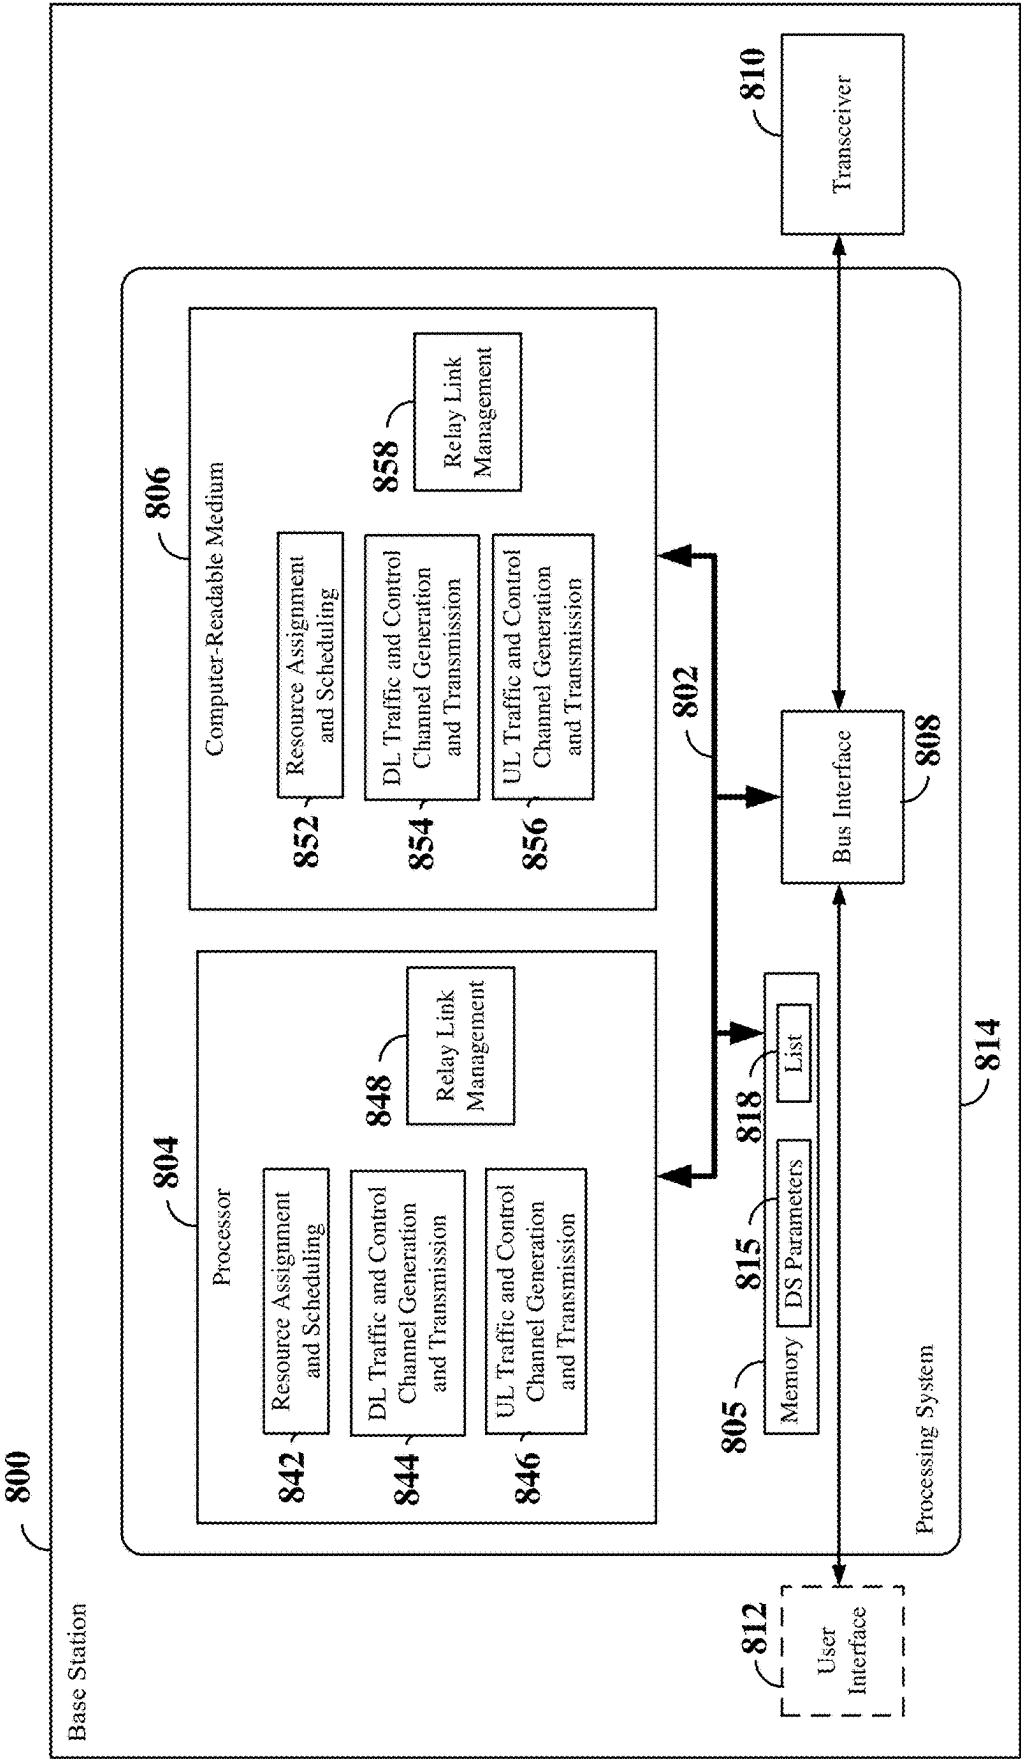 800
Base Station
804
Processor
842
Resource Assignment
and Scheduling
844
DL Traffic and Control
Channel Generation
and Transmission
846
UL Traffic and Control
Channel Generation
and Transmission
848
Relay Link
Management
806
Computer-Readable Medium
852
Resource Assignment
and Scheduling
854
DL Traffic and Control
Channel Generation
and Transmission
856
UL Traffic and Control
Channel Generation
and Transmission
858
Relay Link
Management
802
805
Memory
815
DS Parameters
818
List
812
User
Interface
Bus Interface
808
810
Transceiver
Processing System
814